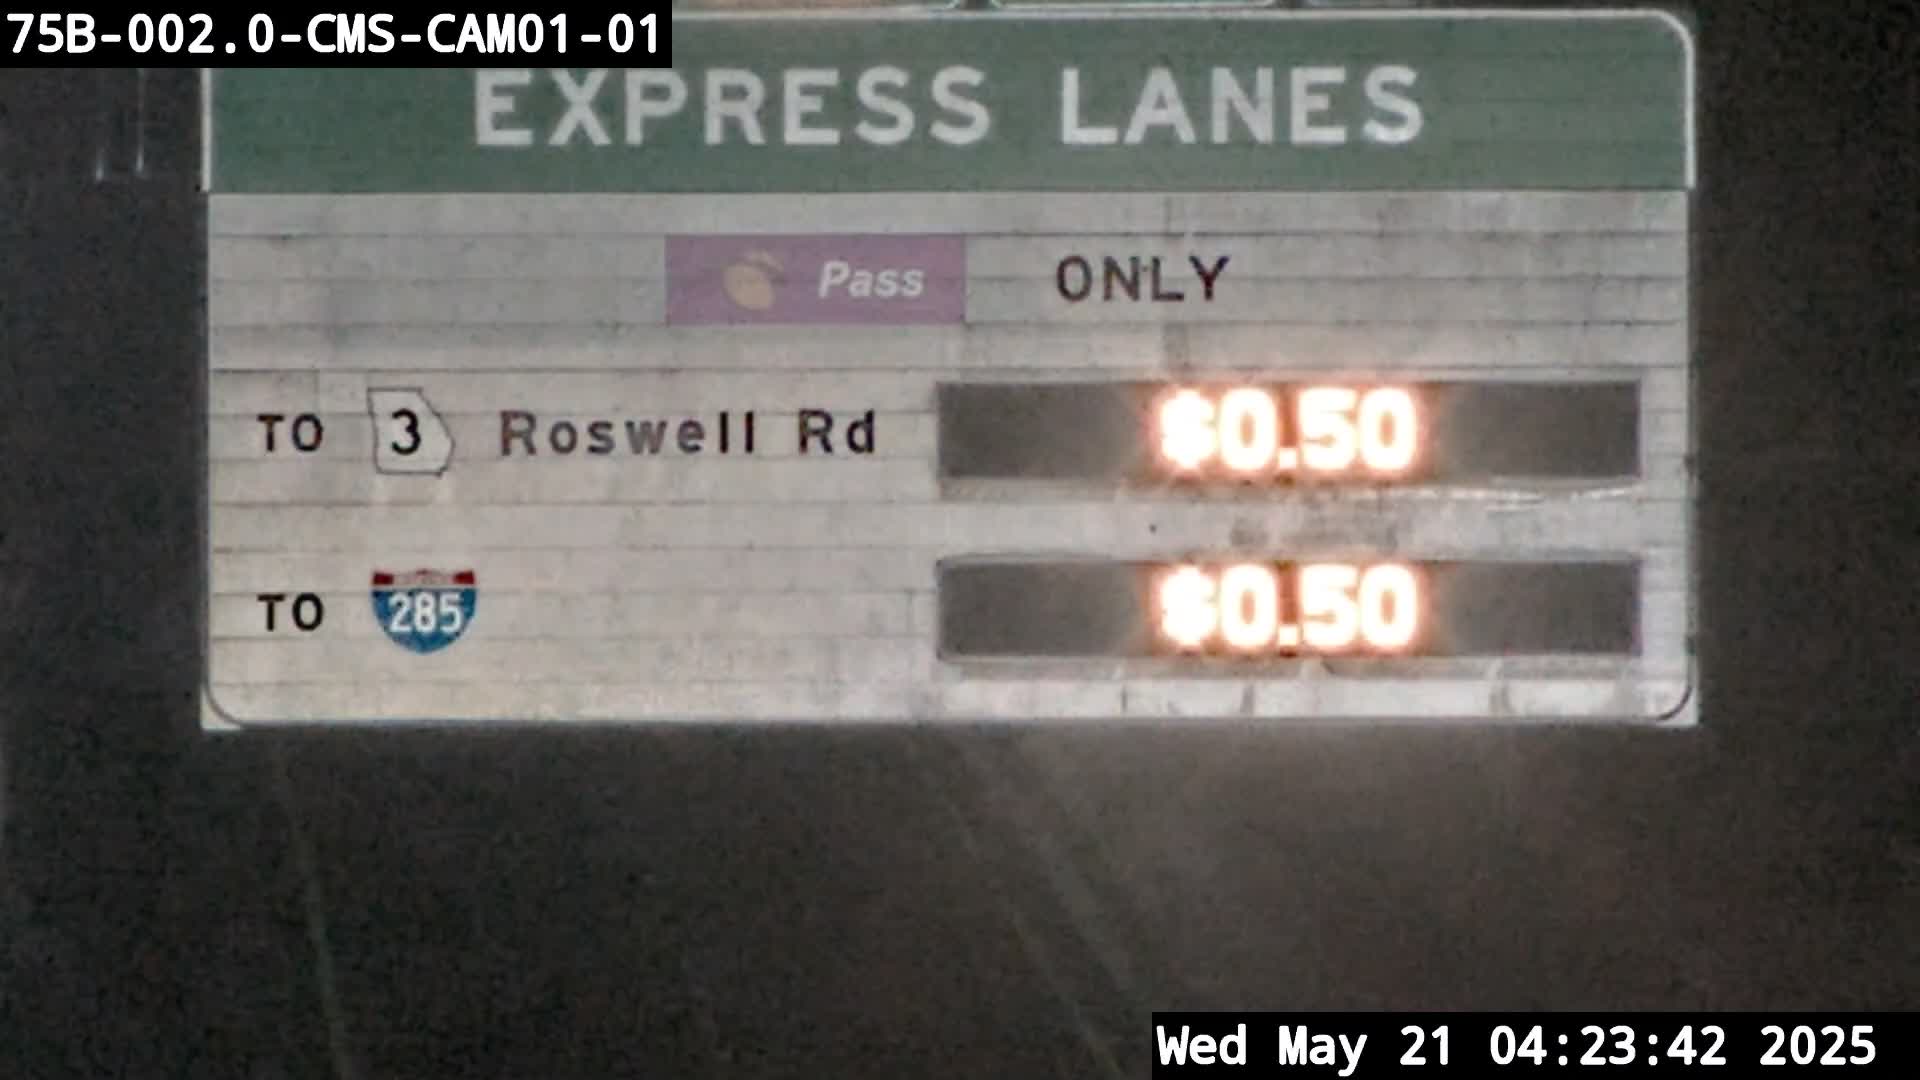 75B-002.0-CMS-CAM01-01
EXPRESS LANES
Pass ONLY
TO 3 Roswell Rd $0.50
TO 285 $0.50
Wed May 21 04:23:42 2025